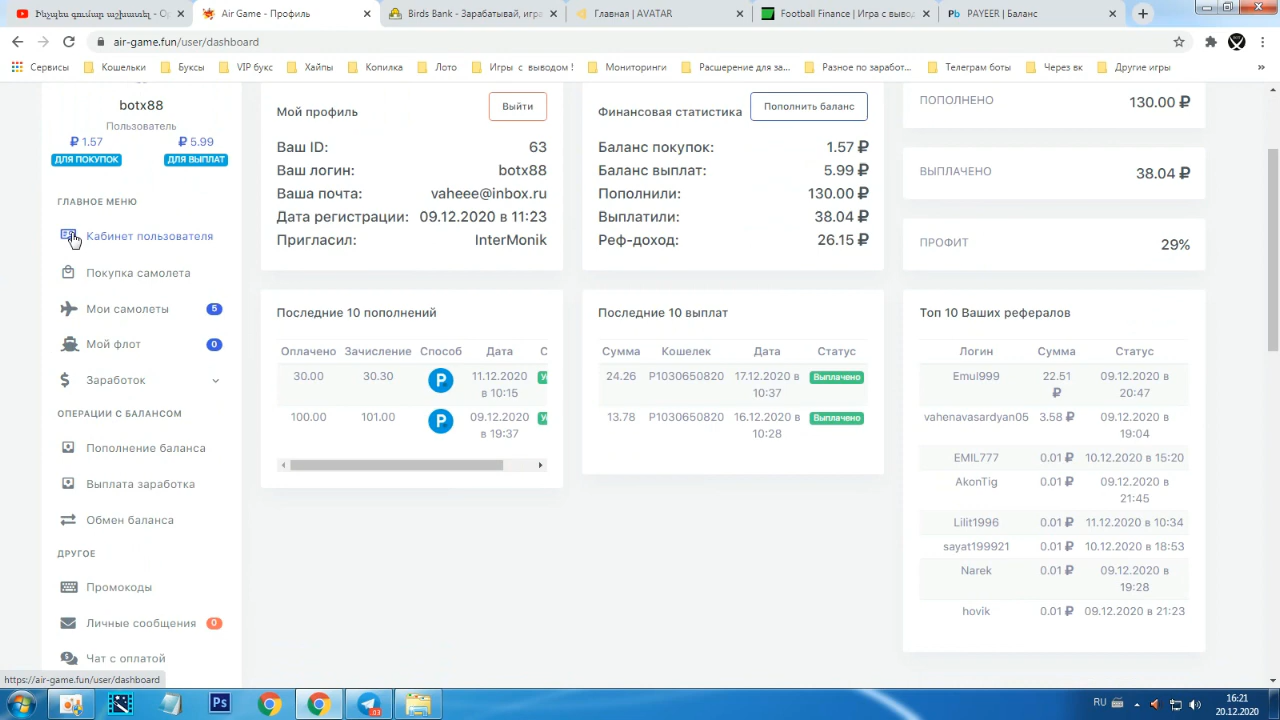 Ինչպես գումար աշխատել - Օգ
Air Game - Профиль
Birds Bank - Зарабатывай, игра
Главная | AVATAR
Football Finance | Игра с вывод
PAYEER | Баланс
air-game.fun/user/dashboard
Сервисы
Кошельки
Буксы
VIP букс
Хайпы
Копилка
Лото
Игры с выводом !
Мониторинги
Расшерение для за...
Разное по заработ...
Телеграм боты
Через вк
Другие игры
»
botx88
Пользователь
₽ 1.57
₽ 5.99
ДЛЯ ПОКУПОК
ДЛЯ ВЫПЛАТ
ГЛАВНОЕ МЕНЮ
Кабинет пользователя
Покупка самолета
Мои самолеты 5
Мой флот 0
Заработок
ОПЕРАЦИИ С БАЛАНСОМ
Пополнение баланса
Выплата заработка
Обмен баланса
ДРУГОЕ
Промокоды
Личные сообщения 0
Чат с оплатой
https://air-game.fun/user/dashboard
Мой профиль
Выйти
Ваш ID: 63
Ваш логин: botx88
Ваша почта: vaheee@inbox.ru
Дата регистрации: 09.12.2020 в 11:23
Пригласил: InterMonik
Финансовая статистика
Пополнить баланс
Баланс покупок: 1.57 ₽
Баланс выплат: 5.99 ₽
Пополнили: 130.00 ₽
Выплатили: 38.04 ₽
Реф-доход: 26.15 ₽
ПОПОЛНЕНО 130.00 ₽
ВЫПЛАЧЕНО 38.04 ₽
ПРОФИТ 29%
Последние 10 пополнений
Оплачено Зачисление Способ Дата С
30.00 30.30 P 11.12.2020
в 10:15
100.00 101.00 P 09.12.2020
в 19:37
Последние 10 выплат
Сумма Кошелек Дата Статус
24.26 P1030650820 17.12.2020 в Выплачено
10:37
13.78 P1030650820 16.12.2020 в Выплачено
10:28
Топ 10 Ваших рефералов
Логин Сумма Статус
Emul999 22.51 09.12.2020 в
₽ 20:47
vahenavasardyan05 3.58 ₽ 09.12.2020 в
19:04
EMIL777 0.01 ₽ 10.12.2020 в 15:20
AkonTig 0.01 ₽ 09.12.2020 в
21:45
Lilit1996 0.01 ₽ 11.12.2020 в 10:34
sayat199921 0.01 ₽ 10.12.2020 в 18:53
Narek 0.01 ₽ 09.12.2020 в
19:28
hovik 0.01 ₽ 09.12.2020 в 21:23
Ps
RU
16:21
20.12.2020